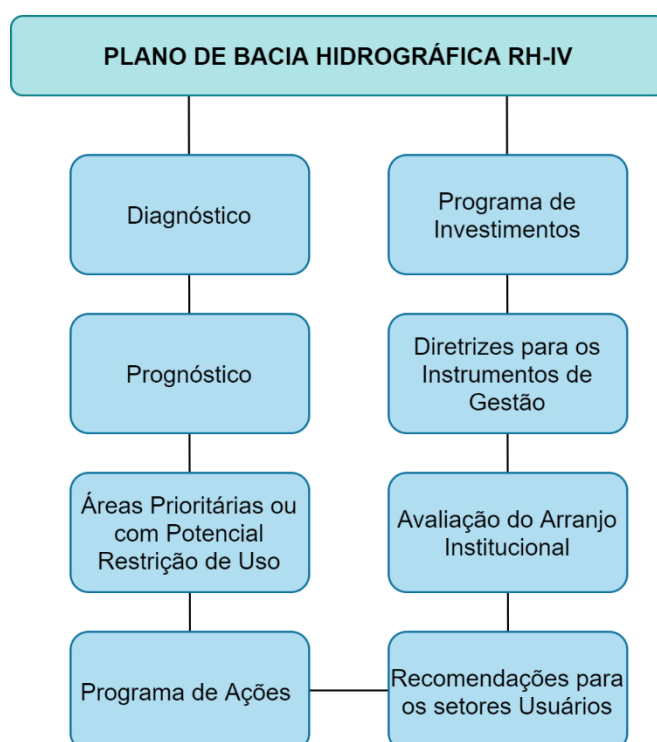 PLANO DE BACIA HIDROGRÁFICA RH-IV
Diagnóstico
Prognóstico
Áreas Prioritárias ou
com Potencial
Restrição de Uso
Programa de Ações
Programa de
Investimentos
Diretrizes para os
Instrumentos de
Gestão
Avaliação do Arranjo
Institucional
Recomendações para
os setores Usuários